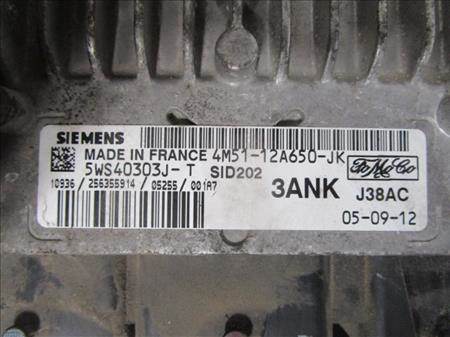 SIEMENS
MADE IN FRANCE 4M51-12A650-JK
5WS40303J-T SID202
10936/256355914/05255/001A7
3ANK
FoMoCo
J38AC
05-09-12